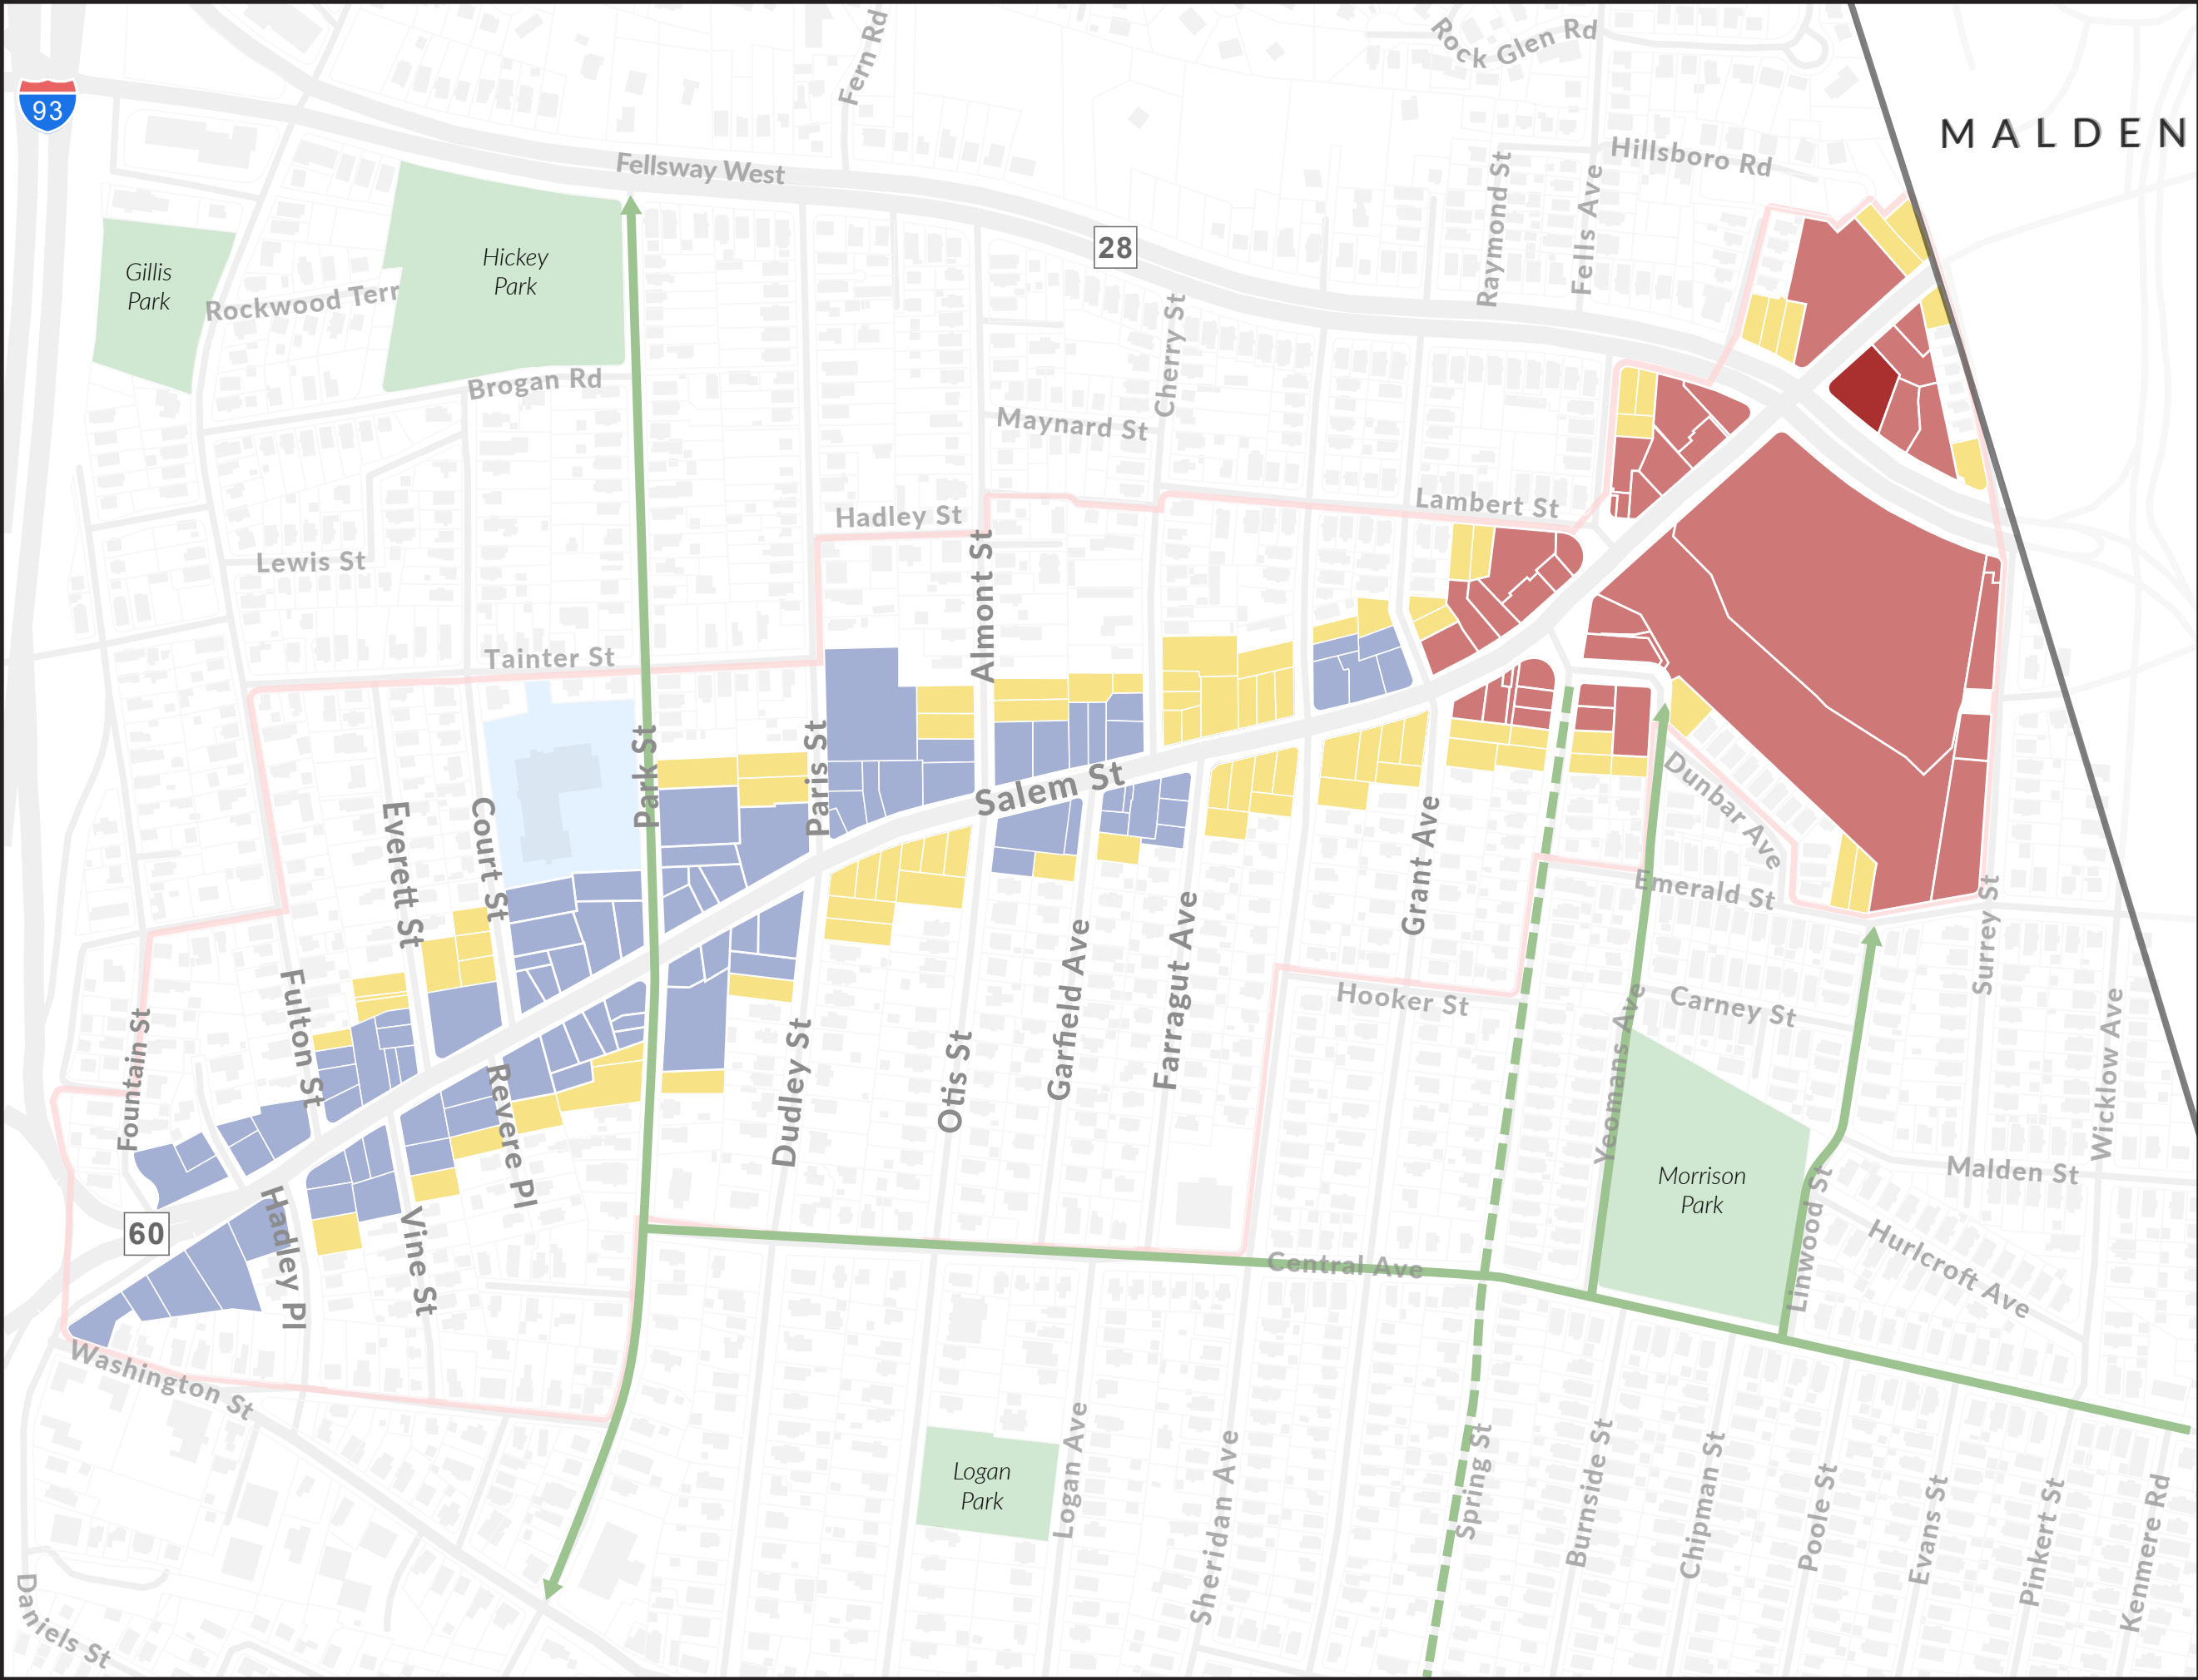 Rock Glen Rd
Fern Rd
93
MALDEN
Hillsboro Rd
Fellsway West
Raymond St
Fells Ave
28
Gillis
Park
Hickey
Park
Rockwood Terr
Cherry St
Brogan Rd
Maynard St
Lambert St
Hadley St
Lewis St
Almont St
Tainter St
Park St
Paris St
Salem St
Dunbar Ave
Everett St
Court St
Grant Ave
Emerald St
Surrey St
Garfield Ave
Farragut Ave
Fulton St
Hooker St
Carney St
Fountain St
Yeomans Ave
Wicklow Ave
Dudley St
Otis St
Revere Pl
Morrison
Park
Malden St
60
Hadley Pl
Vine St
Linwood St
Hurlcroft Ave
Central Ave
Washington St
Logan
Park
Logan Ave
Sheridan Ave
Spring St
Burnside St
Chipman St
Poole St
Evans St
Pinkert St
Kenmere Rd
Daniels St